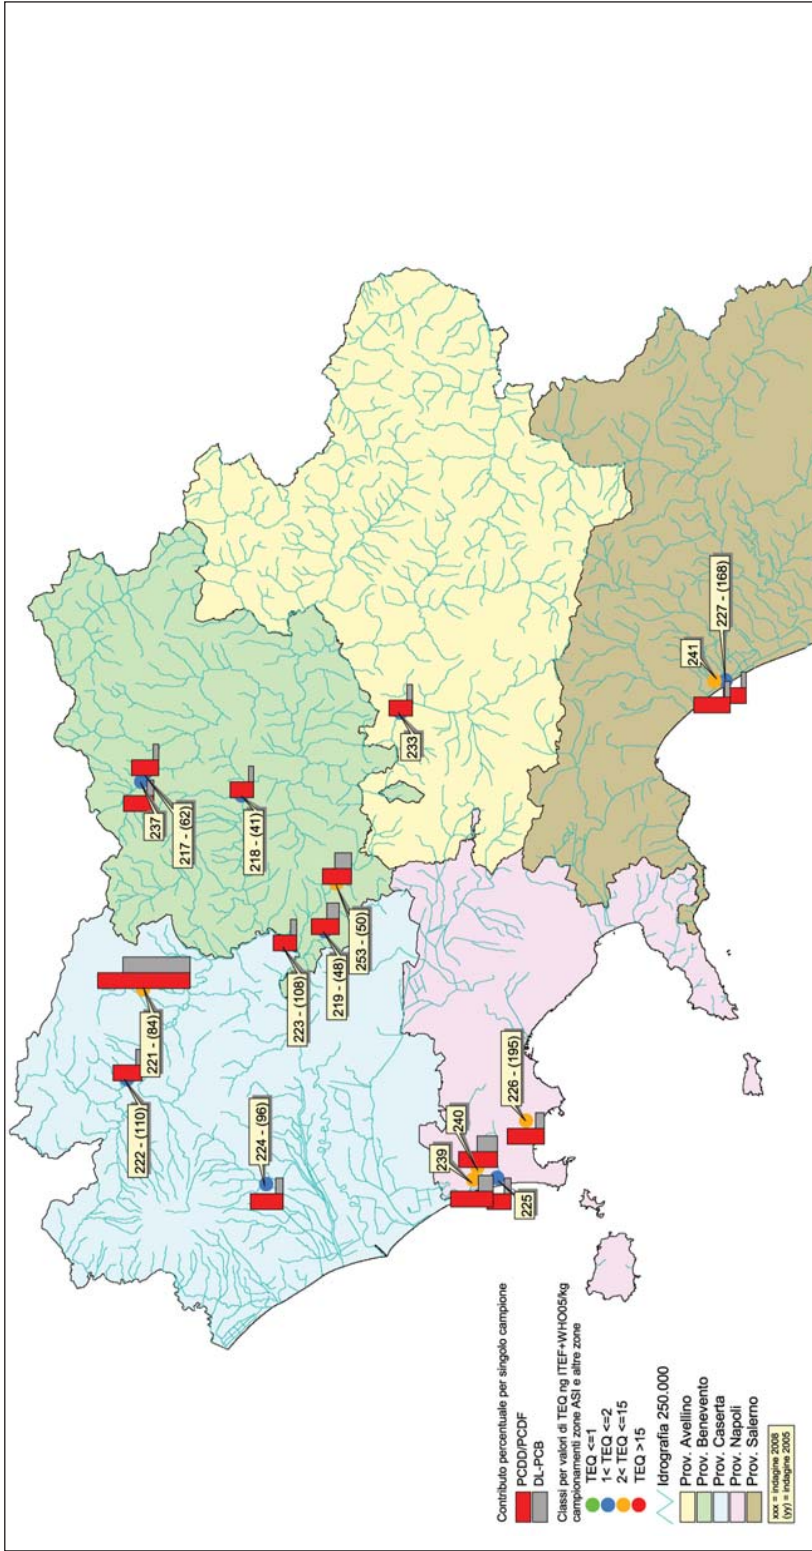 237
217 - (62)
218 - (41)
221 - (84)
222 - (110)
223 - (108)
219 - (48)
253 - (50)
224 - (96)
233
241
227 - (168)
226 - (195)
240
239
225
Contributo percentuale per singolo campione
PCDD/PCDF
DL-PCB
Classi per valori di TEQ ng ITEF+WHO05/kg
campionamenti zone ASI e altre zone
TEQ <=1
1< TEQ <=2
2< TEQ <=15
TEQ >15
Idrografia 250.000
Prov. Avellino
Prov. Benevento
Prov. Caserta
Prov. Napoli
Prov. Salerno
xxx = indagine 2008
(yy) = indagine 2005